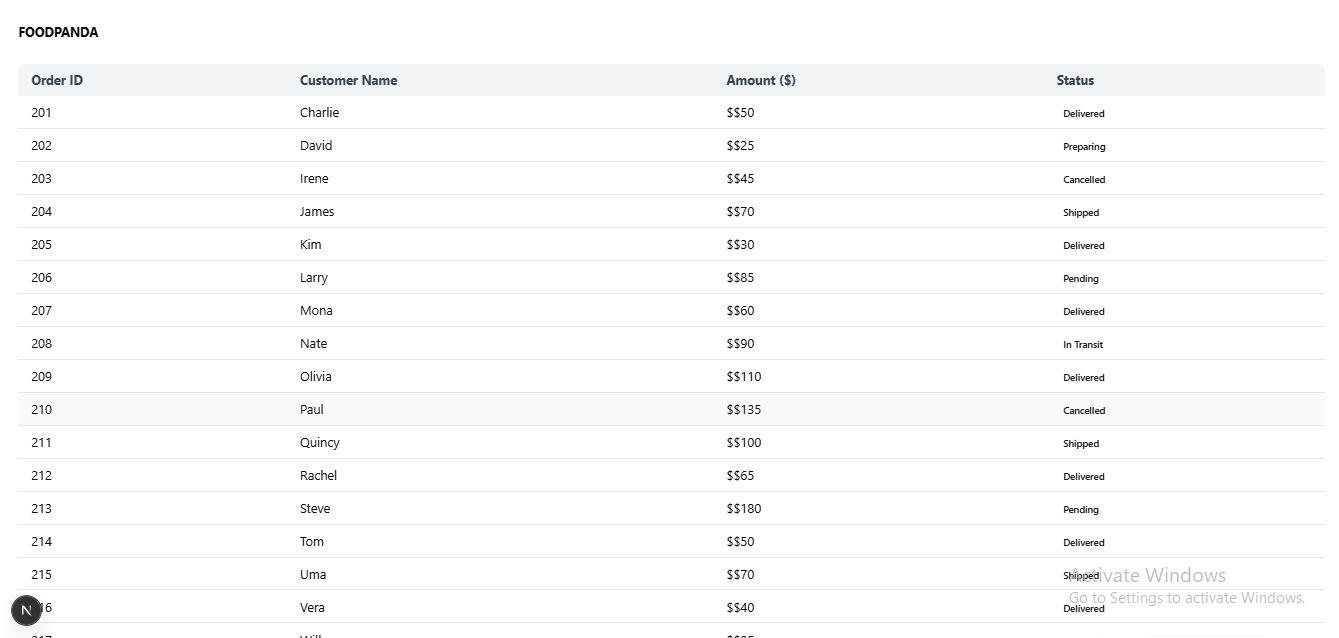 FOODPANDA
Order ID Customer Name Amount ($) Status
201 Charlie $$50 Delivered
202 David $$25 Preparing
203 Irene $$45 Cancelled
204 James $$70 Shipped
205 Kim $$30 Delivered
206 Larry $$85 Pending
207 Mona $$60 Delivered
208 Nate $$90 In Transit
209 Olivia $$110 Delivered
210 Paul $$135 Cancelled
211 Quincy $$100 Shipped
212 Rachel $$65 Delivered
213 Steve $$180 Pending
214 Tom $$50 Delivered
215 Uma $$70 Shipped
Activate Windows
N 16 Vera $$40 Delivered
Go to Settings to activate Windows.